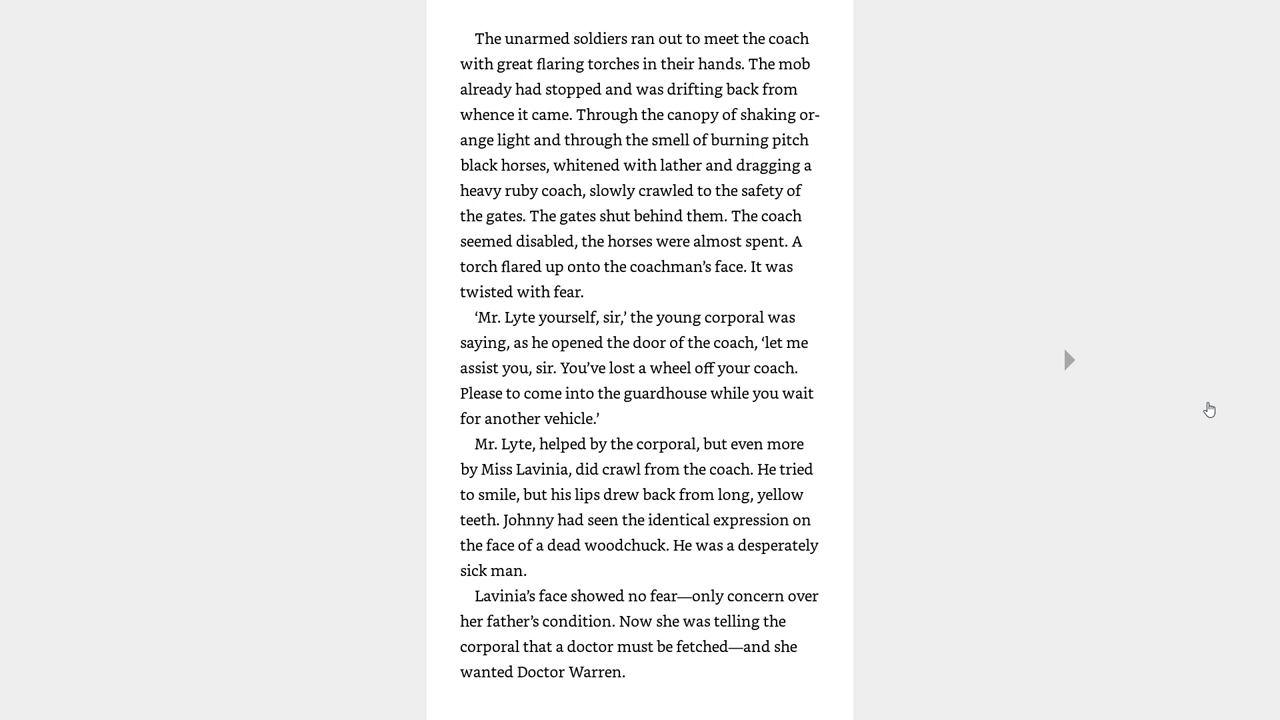 The unarmed soldiers ran out to meet the coach
with great flaring torches in their hands. The mob
already had stopped and was drifting back from
whence it came. Through the canopy of shaking or-
ange light and through the smell of burning pitch
black horses, whitened with lather and dragging a
heavy ruby coach, slowly crawled to the safety of
the gates. The gates shut behind them. The coach
seemed disabled, the horses were almost spent. A
torch flared up onto the coachman’s face. It was
twisted with fear.
‘Mr. Lyte yourself, sir,’ the young corporal was
saying, as he opened the door of the coach, ‘let me
assist you, sir. You’ve lost a wheel off your coach.
Please to come into the guardhouse while you wait
for another vehicle.’
Mr. Lyte, helped by the corporal, but even more
by Miss Lavinia, did crawl from the coach. He tried
to smile, but his lips drew back from long, yellow
teeth. Johnny had seen the identical expression on
the face of a dead woodchuck. He was a desperately
sick man.
Lavinia’s face showed no fear—only concern over
her father’s condition. Now she was telling the
corporal that a doctor must be fetched—and she
wanted Doctor Warren.